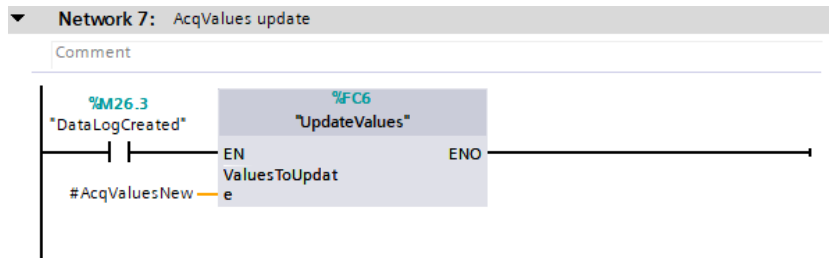 Network 7: AcqValues update
Comment
%M26.3
"DataLogCreated"
%FC6
"UpdateValues"
EN ENO
ValuesToUpdat
#AcqValuesNew e